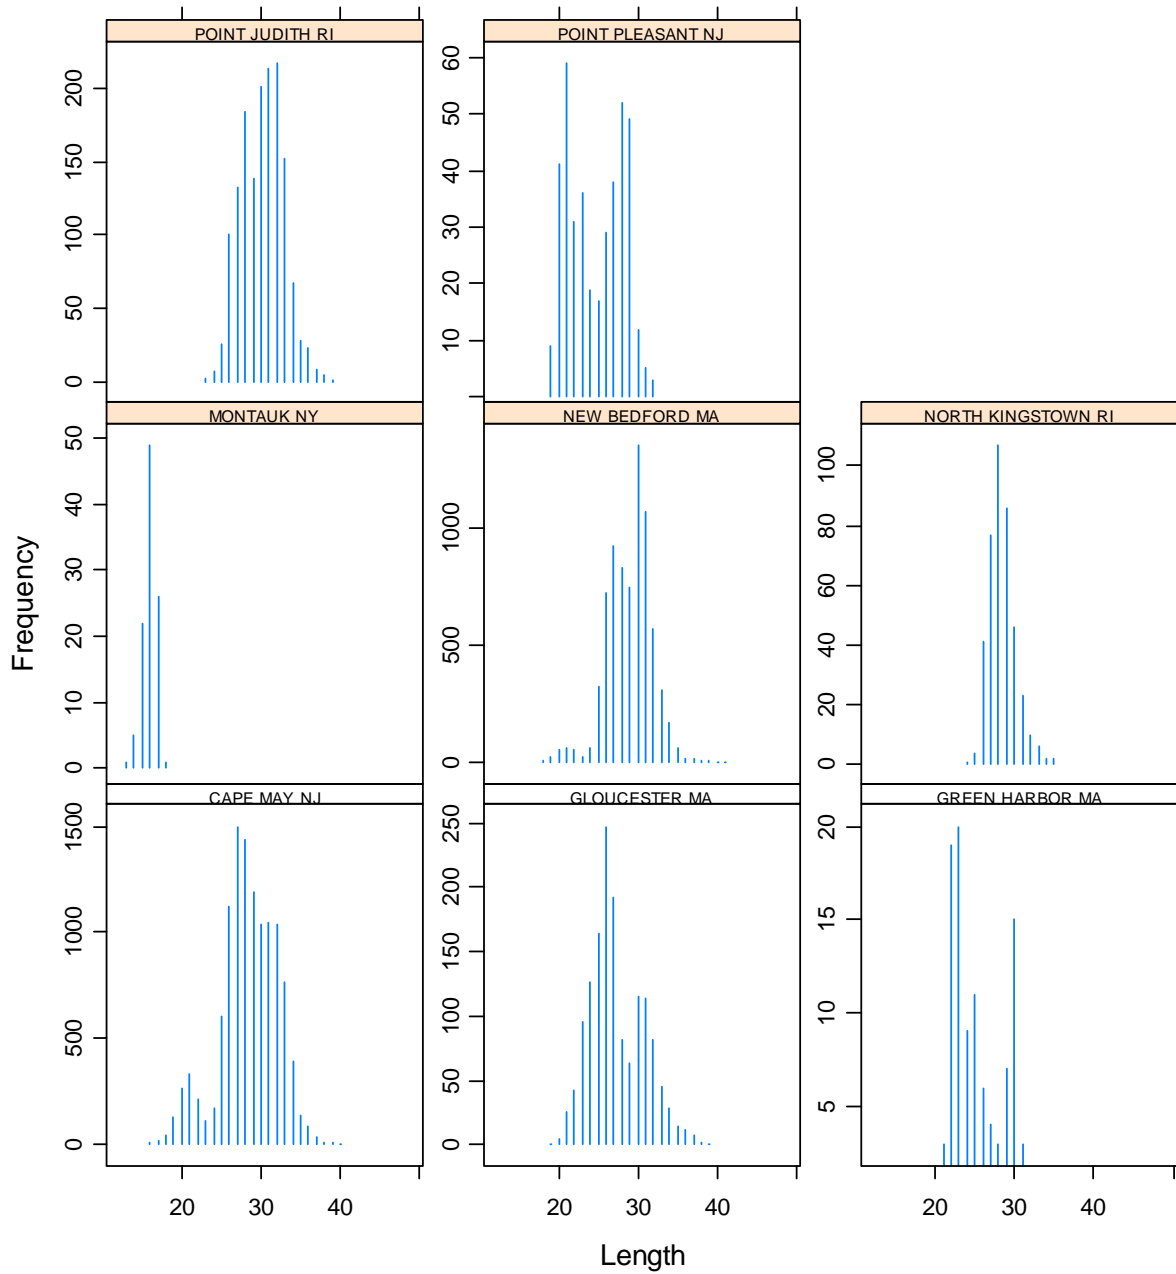 POINT JUDITH RI
POINT PLEASANT NJ
0 50 100 150 200
10 20 30 40 50 60
MONTAUK NY
NEW BEDFORD MA
NORTH KINGSTOWN RI
0 10 20 30 40 50
0 500 1000
0 20 40 60 80 100
Frequency
CAPE MAY NJ
GLOUCESTER MA
GREEN HARBOR MA
0 500 1000 1500
0 50 100 150 200 250
5 10 15 20
20 30 40
20 30 40
20 30 40
Length